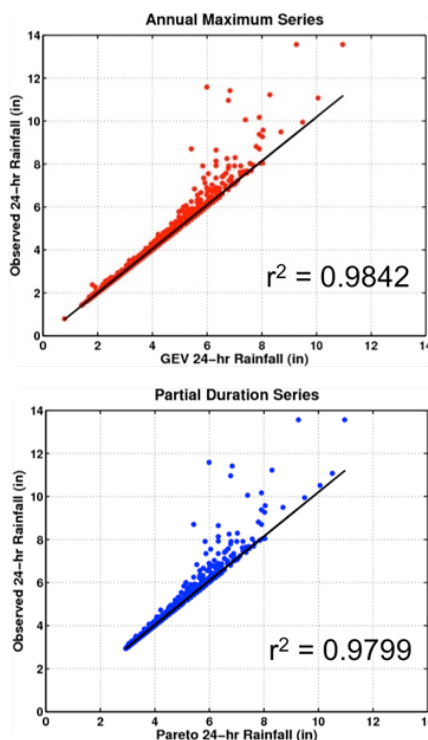 Annual Maximum Series
14
12
10
8
6
4
2
0
Observed 24-hr Rainfall (in)
r² = 0.9842
0 2 4 6 8 10 12 14
GEV 24-hr Rainfall (in)
Partial Duration Series
14
12
10
8
6
4
2
0
Observed 24-hr Rainfall (in)
r² = 0.9799
0 2 4 6 8 10 12 14
Pareto 24-hr Rainfall (in)